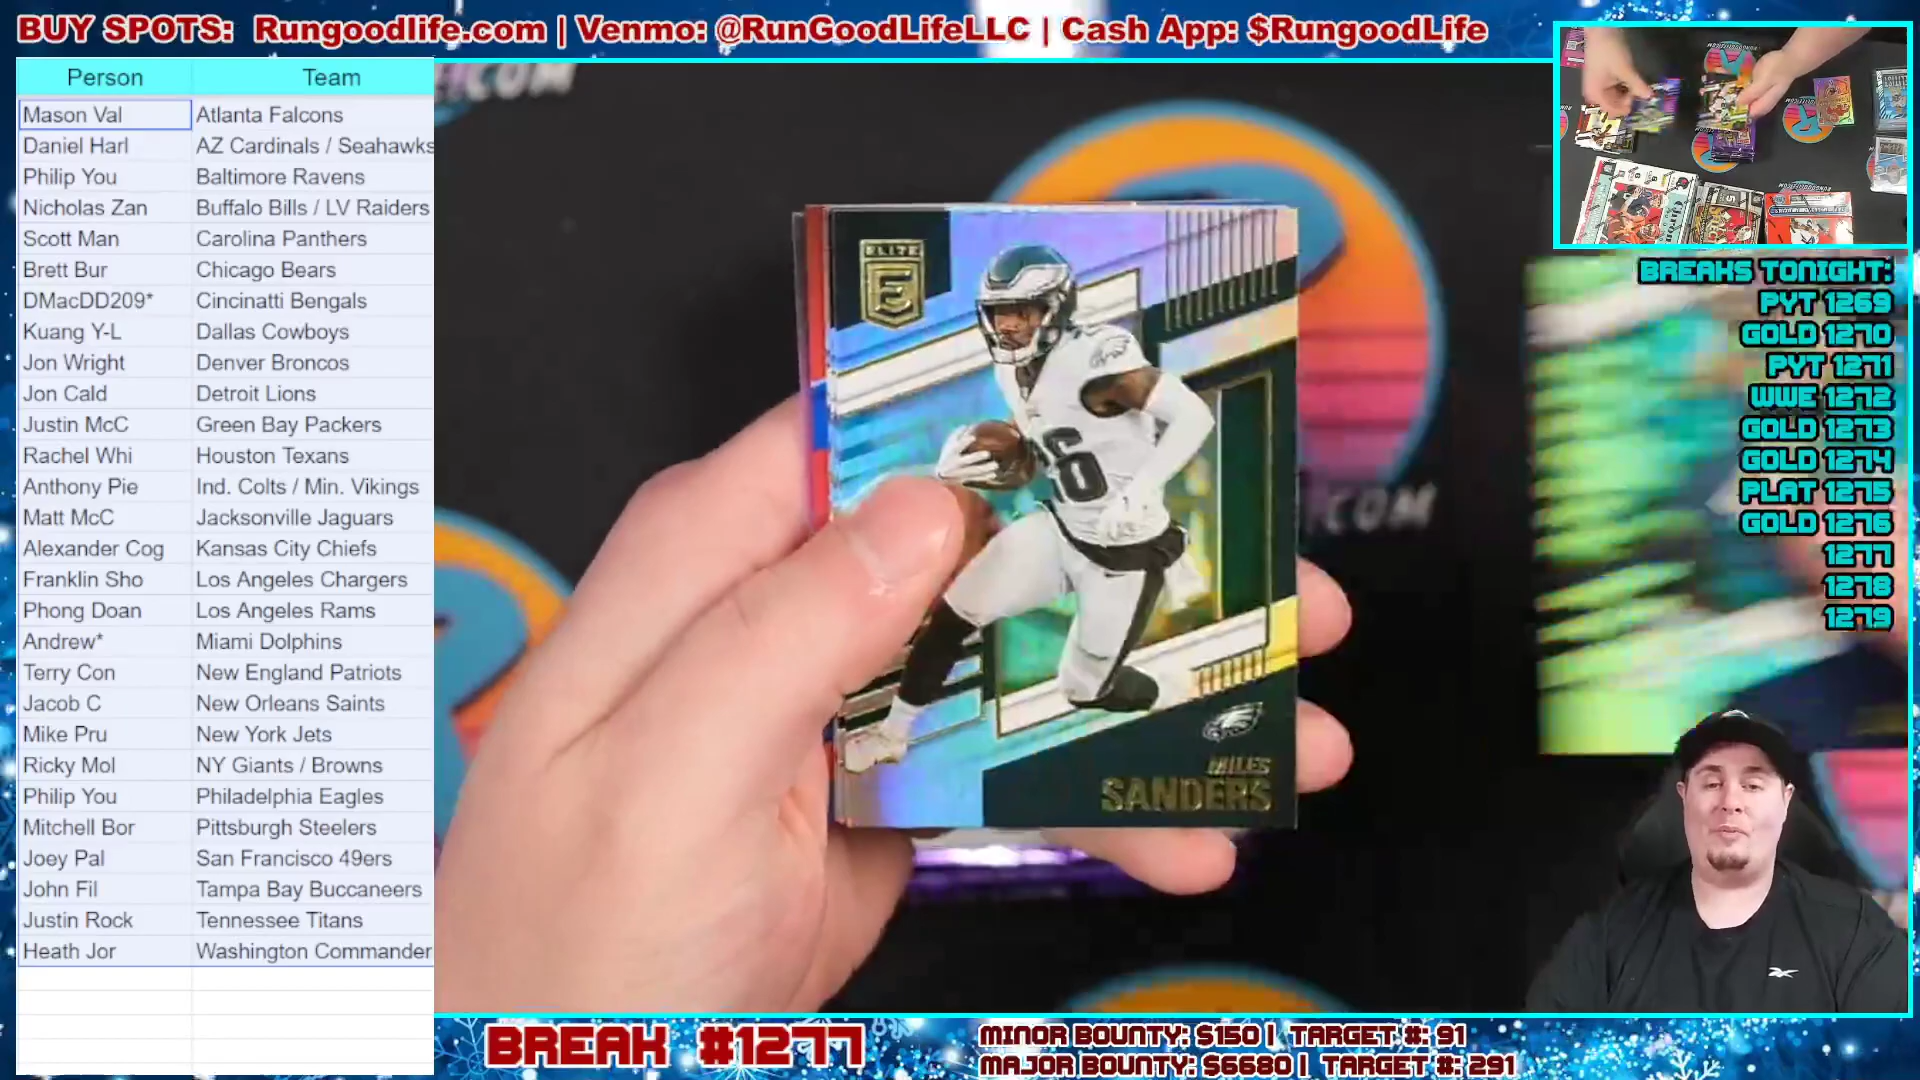 BUY SPOTS: Rungoodlife.com | Venmo: @RunGoodLifeLLC | Cash App: $RungoodLife
Person Team
Mason Val Atlanta Falcons
Daniel Harl AZ Cardinals / Seahawks
Philip You Baltimore Ravens
Nicholas Zan Buffalo Bills / LV Raiders
Scott Man Carolina Panthers
Brett Bur Chicago Bears
DMacDD209* Cincinatti Bengals
Kuang Y-L Dallas Cowboys
Jon Wright Denver Broncos
Jon Cald Detroit Lions
Justin McC Green Bay Packers
Rachel Whi Houston Texans
Anthony Pie Ind. Colts / Min. Vikings
Matt McC Jacksonville Jaguars
Alexander Cog Kansas City Chiefs
Franklin Sho Los Angeles Chargers
Phong Doan Los Angeles Rams
Andrew* Miami Dolphins
Terry Con New England Patriots
Jacob C New Orleans Saints
Mike Pru New York Jets
Ricky Mol NY Giants / Browns
Philip You Philadelphia Eagles
Mitchell Bor Pittsburgh Steelers
Joey Pal San Francisco 49ers
John Fil Tampa Bay Buccaneers
Justin Rock Tennessee Titans
Heath Jor Washington Commander
.COM
ELITE
E
26
.COM
MILES
SANDERS
BREAKS TONIGHT:
PYT 1269
GOLD 1270
PYT 1271
WWE 1272
GOLD 1273
GOLD 1274
PLAT 1275
GOLD 1276
1277
1278
1279
BREAK #1277
MINOR BOUNTY: $150 | TARGET #: 91
MAJOR BOUNTY: $6680 | TARGET #: 291